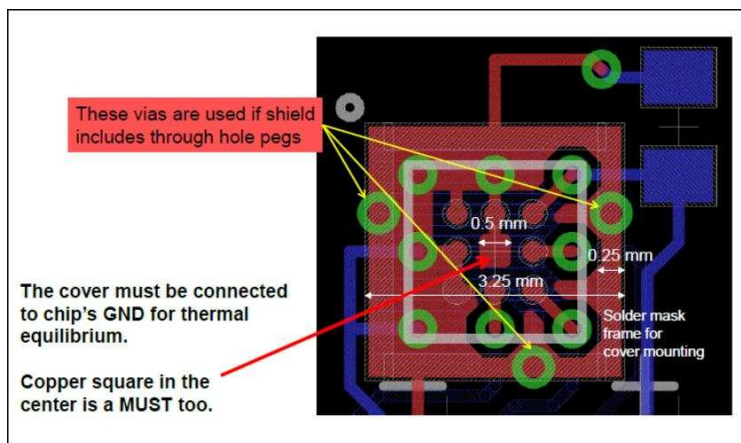 These vias are used if shield
includes through hole pegs
0.5 mm
0.25 mm
3.25 mm
The cover must be connected
to chip's GND for thermal
equilibrium.
Solder mask
frame for
cover mounting
Copper square in the
center is a MUST too.